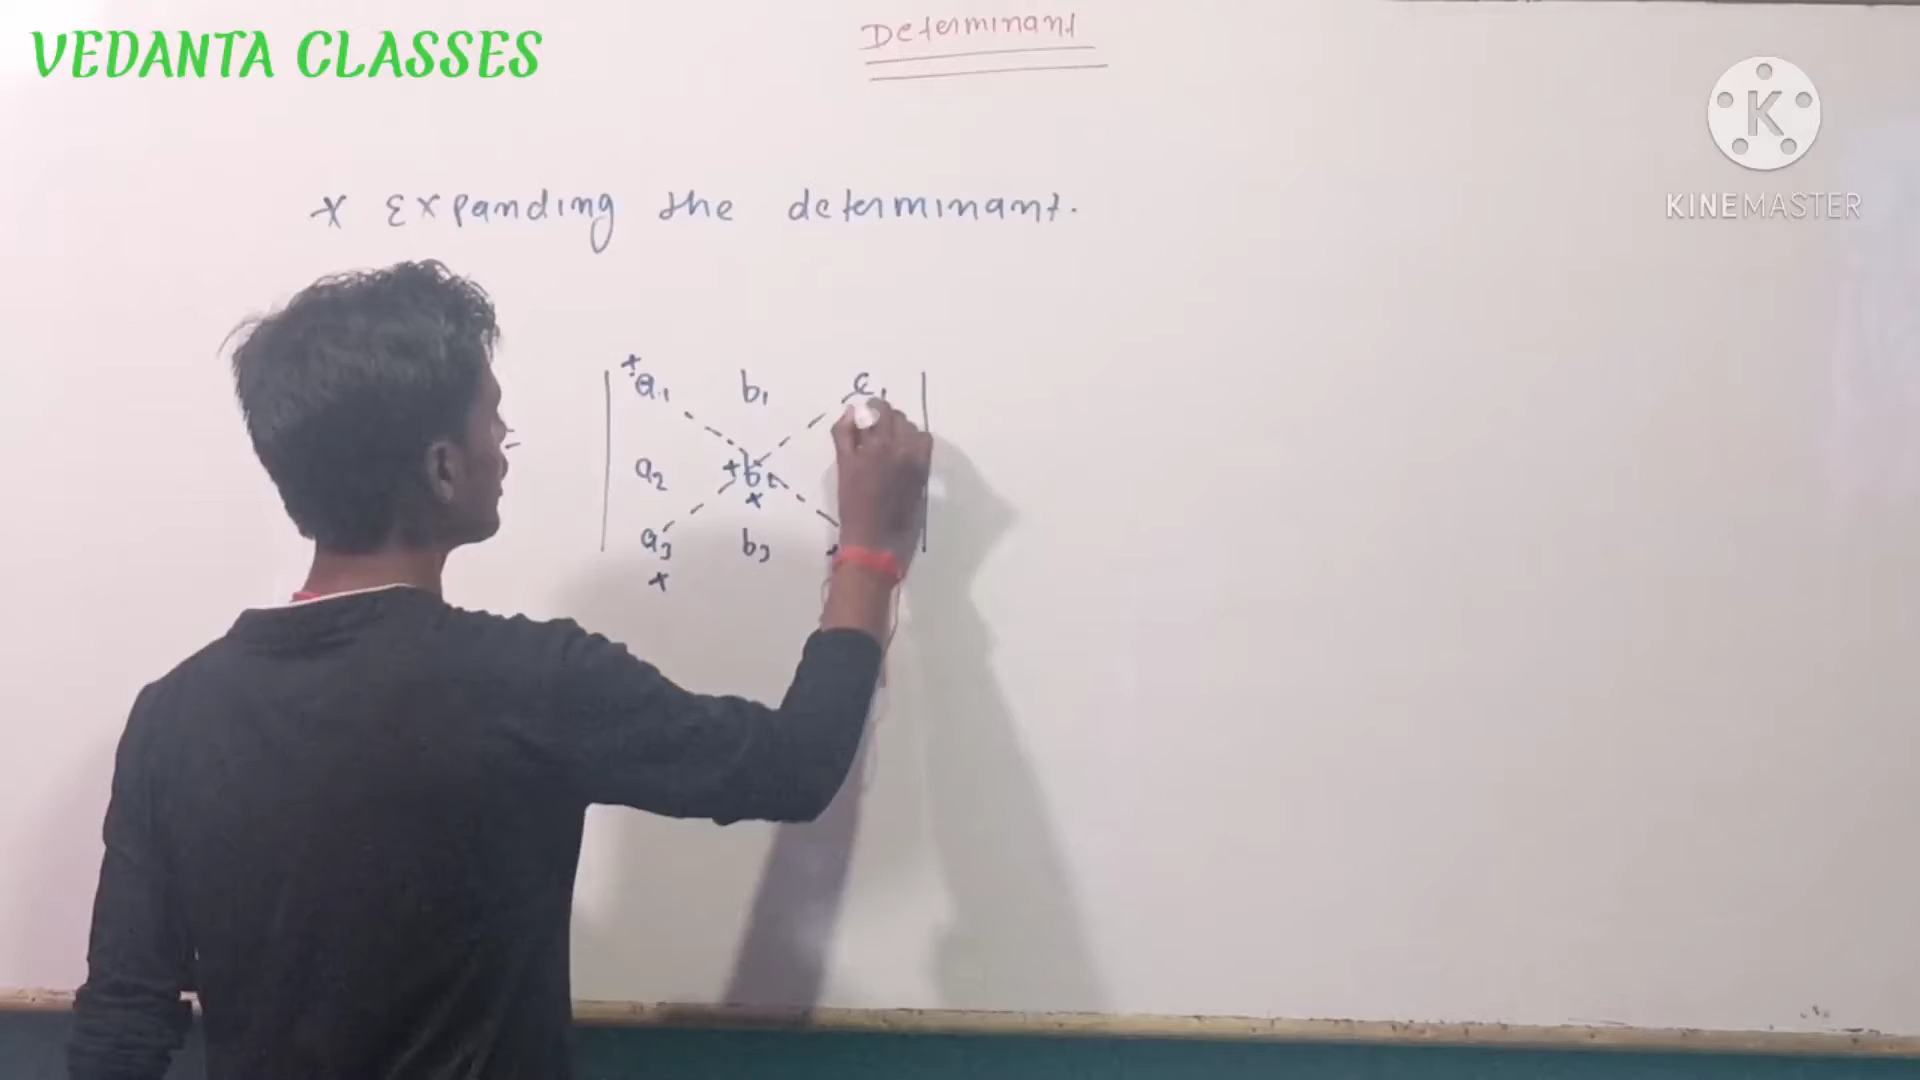 VEDANTA CLASSES
Determinant
K
KINEMASTER
* Expanding the determinant.
+a₁ b₁ c₁
a₂ +b₂
+
a₃ b₃
+